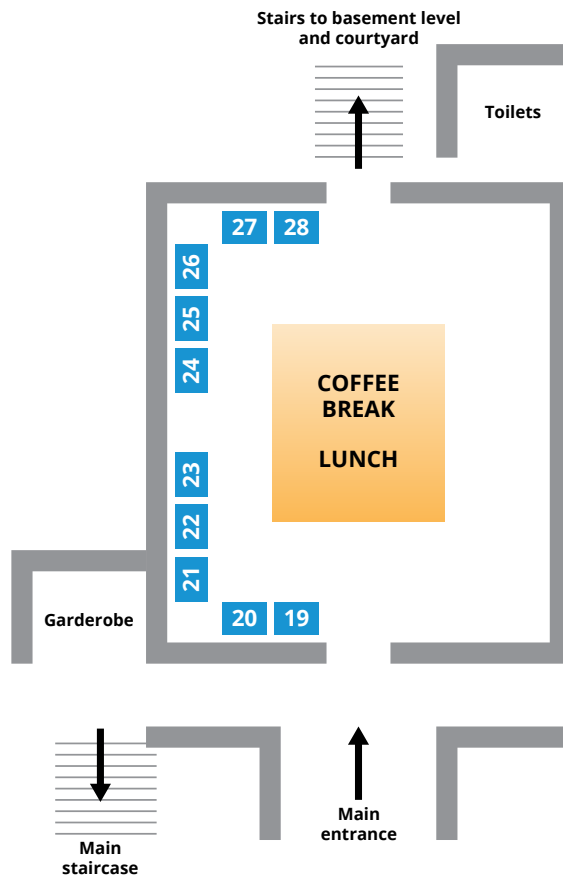 Stairs to basement level
and courtyard
Toilets
27 28
26
25
24
COFFEE
BREAK
LUNCH
23
22
21
20 19
Garderobe
Main
entrance
Main
staircase